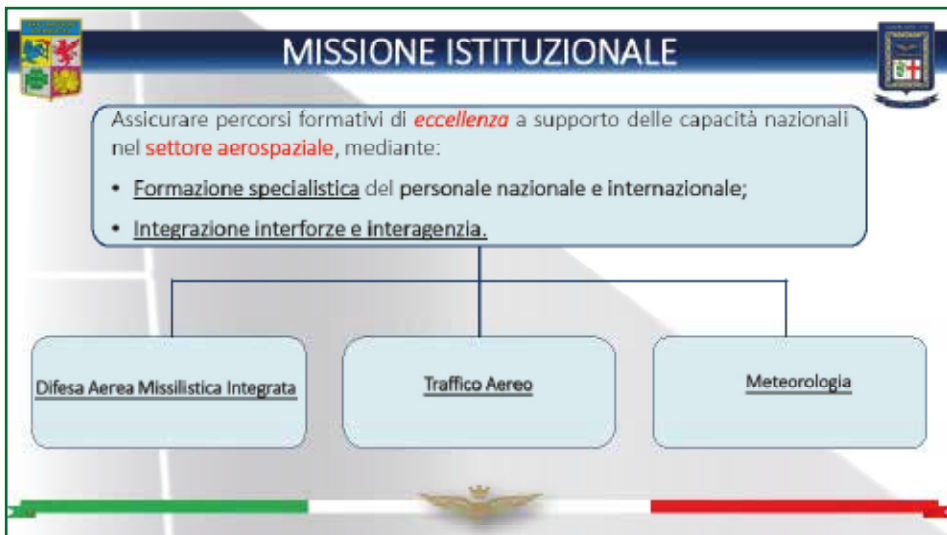 MISSIONE ISTITUZIONALE
Assicurare percorsi formativi di eccellenza a supporto delle capacità nazionali
nel settore aerospaziale, mediante:
• Formazione specialistica del personale nazionale e internazionale;
• Integrazione interforze e interagenzia.
Difesa Aerea Missilistica Integrata
Traffico Aereo
Meteorologia